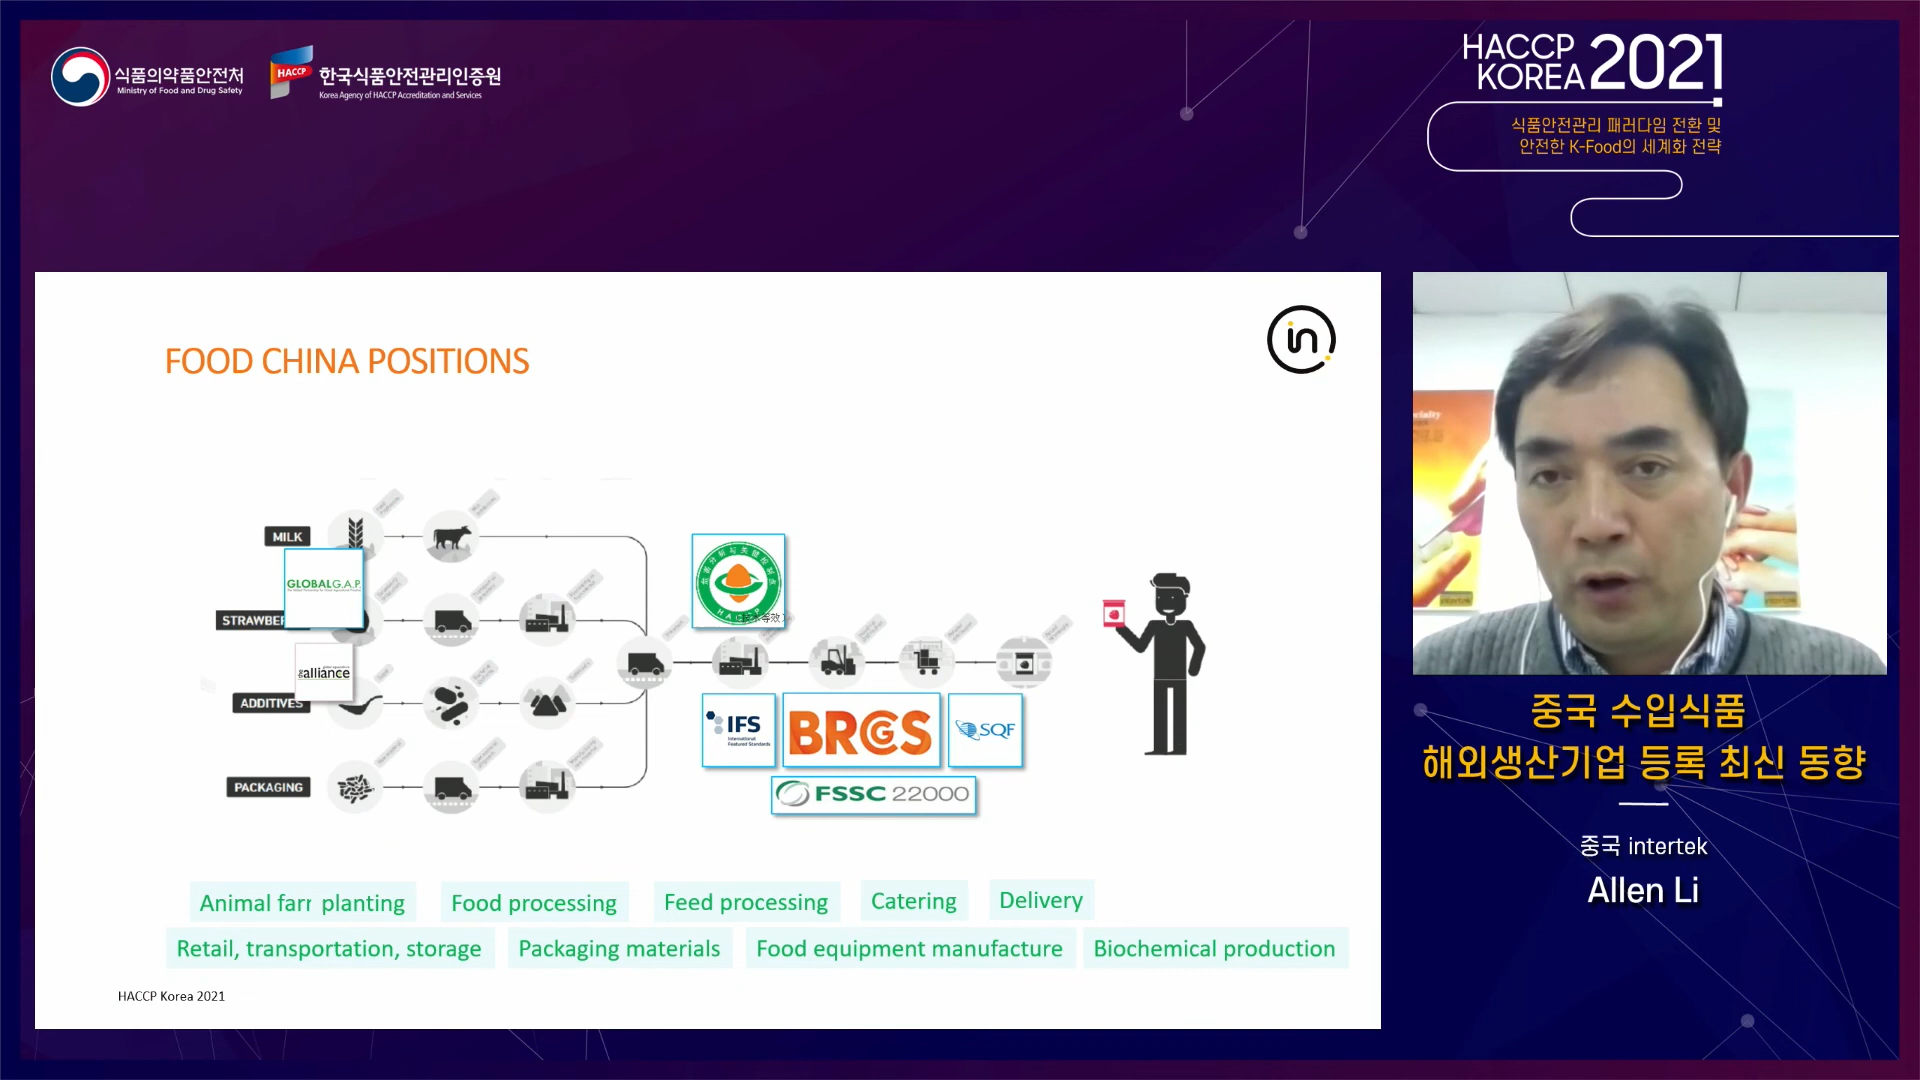 식품의약품안전처
Ministry of Food and Drug Safety
HACCP
한국식품안전관리인증원
Korea Agency of HACCP Accreditation and Services
HACCP
KOREA 2021
식품안전관리 패러다임 전환 및
안전한 K-Food의 세계화 전략
FOOD CHINA POSITIONS
in
MILK
GLOBALG.A.P.
STRAWBER
the alliance
ADDITIVES
PACKAGING
HACCP
IFS
International
Featured Standards
BRCGS
SQF
FSSC 22000
Animal farr planting
Food processing
Feed processing
Catering
Delivery
Retail, transportation, storage
Packaging materials
Food equipment manufacture
Biochemical production
HACCP Korea 2021
중국 수입식품
해외생산기업 등록 최신 동향
중국 intertek
Allen Li